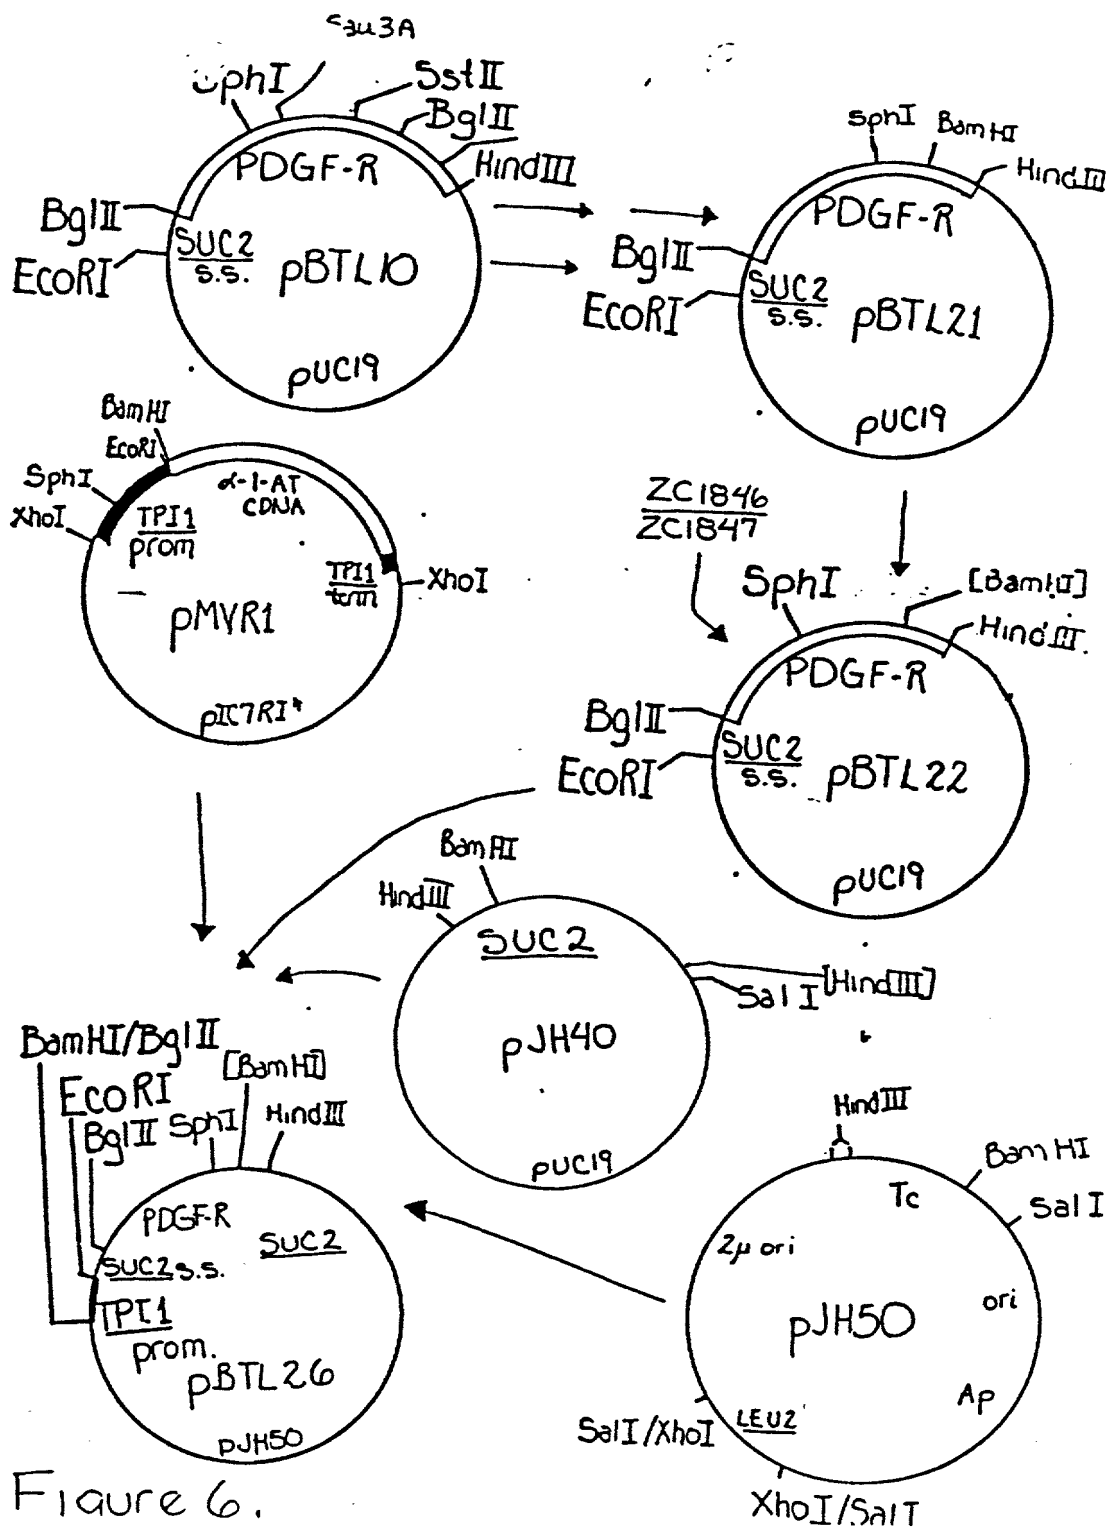 Sau3A
SphI
SstII
BglII
HindIII
PDGF-R
BglII
EcoRI
SUC2
s.s.
pBTL10
pUC19
SphI
BamHI
HindIII
PDGF-R
BglII
EcoRI
SUC2
s.s.
pBTL21
pUC19
BamHI
EcoRI
SphI
XhoI
α-1-AT
CDNA
TPI1
prom
TPI1
term
XhoI
pMVR1
pIC7RI*
ZC1846
ZC1847
SphI
[BamHI]
HindIII
PDGF-R
BglII
EcoRI
SUC2
s.s.
pBTL22
pUC19
BamHI
HindIII
SUC2
[HindIII]
SalI
pJH40
pUC19
BamHI/BglII
[BamHI]
EcoRI
BglII SphI
HindIII
PDGF-R
SUC2
SUC2 s.s.
TPI1
prom.
pBTL26
pJH50
HindIII
BamHI
Tc
SalI
2μ ori
ori
pJH50
Ap
SalI/XhoI
LEU2
XhoI/SalI
Figure 6.